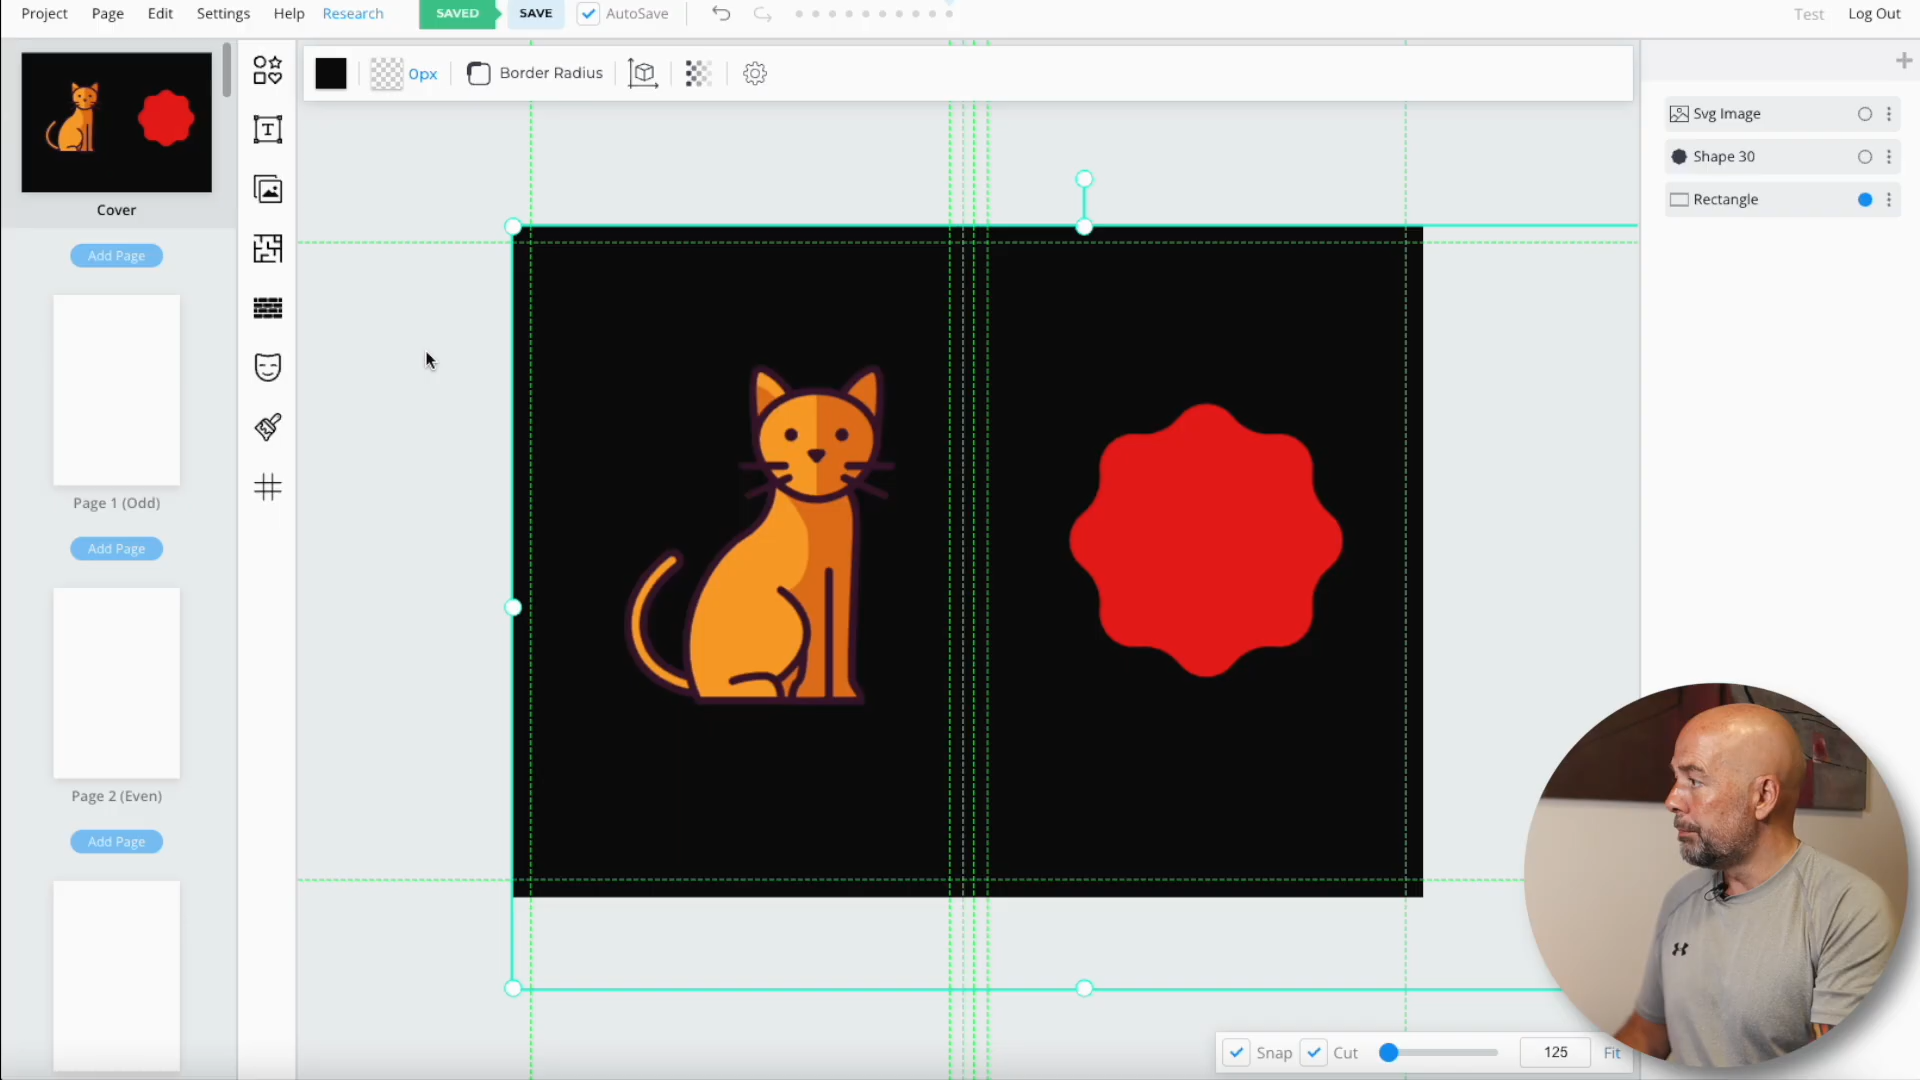 Project Page Edit Settings Help Research SAVED SAVE AutoSave Test Log Out
0px Border Radius
Svg Image
Shape 30
Rectangle
Cover
Add Page
Page 1 (Odd)
Add Page
Page 2 (Even)
Add Page
Snap Cut 125 Fit